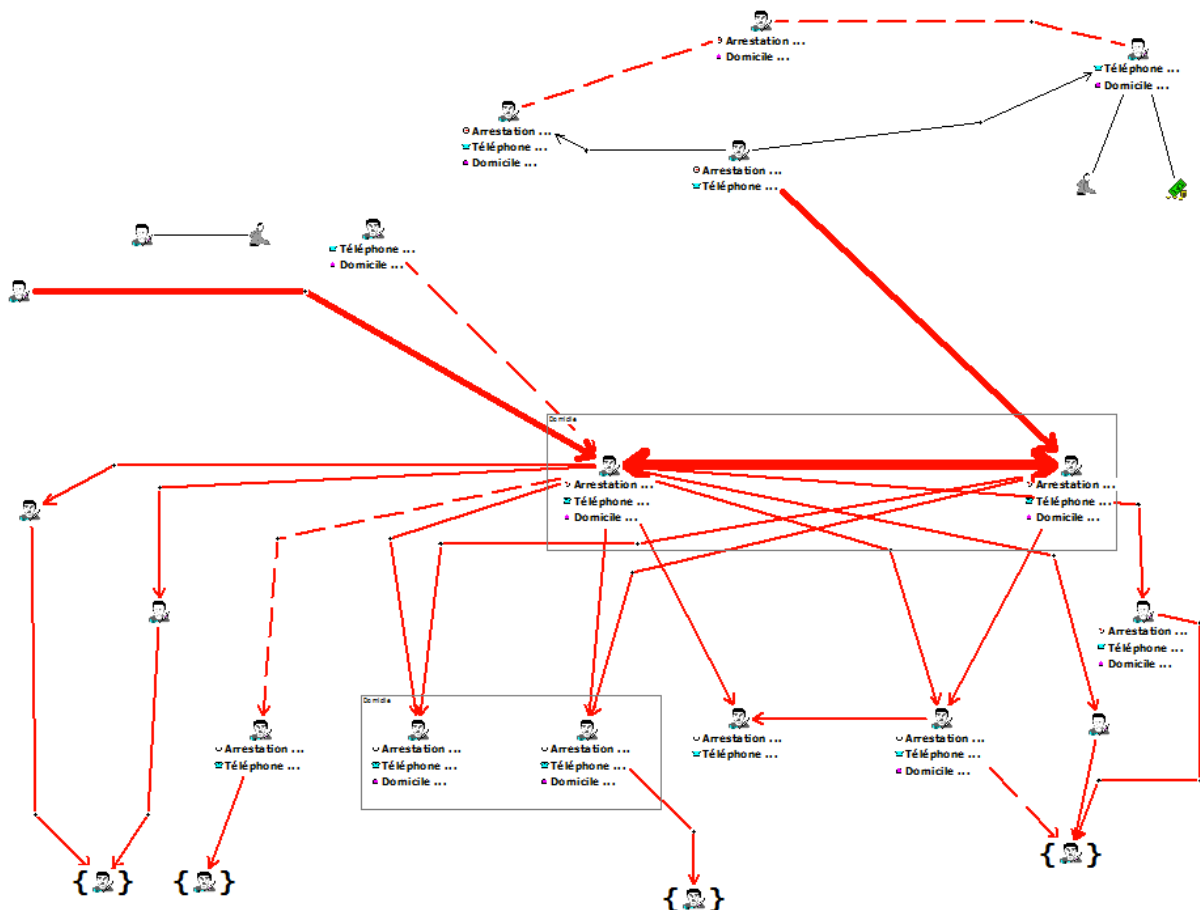 Arrestation ...
Domicile ...
Téléphone ...
Domicile ...
Arrestation ...
Téléphone ...
Domicile ...
Arrestation ...
Téléphone ...
Téléphone ...
Domicile ...
Domicile
Arrestation ...
Téléphone ...
Domicile ...
Arrestation ...
Téléphone ...
Domicile ...
Arrestation ...
Téléphone ...
Domicile ...
Domicile
Arrestation ...
Téléphone ...
Arrestation ...
Téléphone ...
Domicile ...
Arrestation ...
Téléphone ...
Domicile ...
Arrestation ...
Téléphone ...
Arrestation ...
Téléphone ...
Domicile ...
{ }
{ }
{ }
{ }